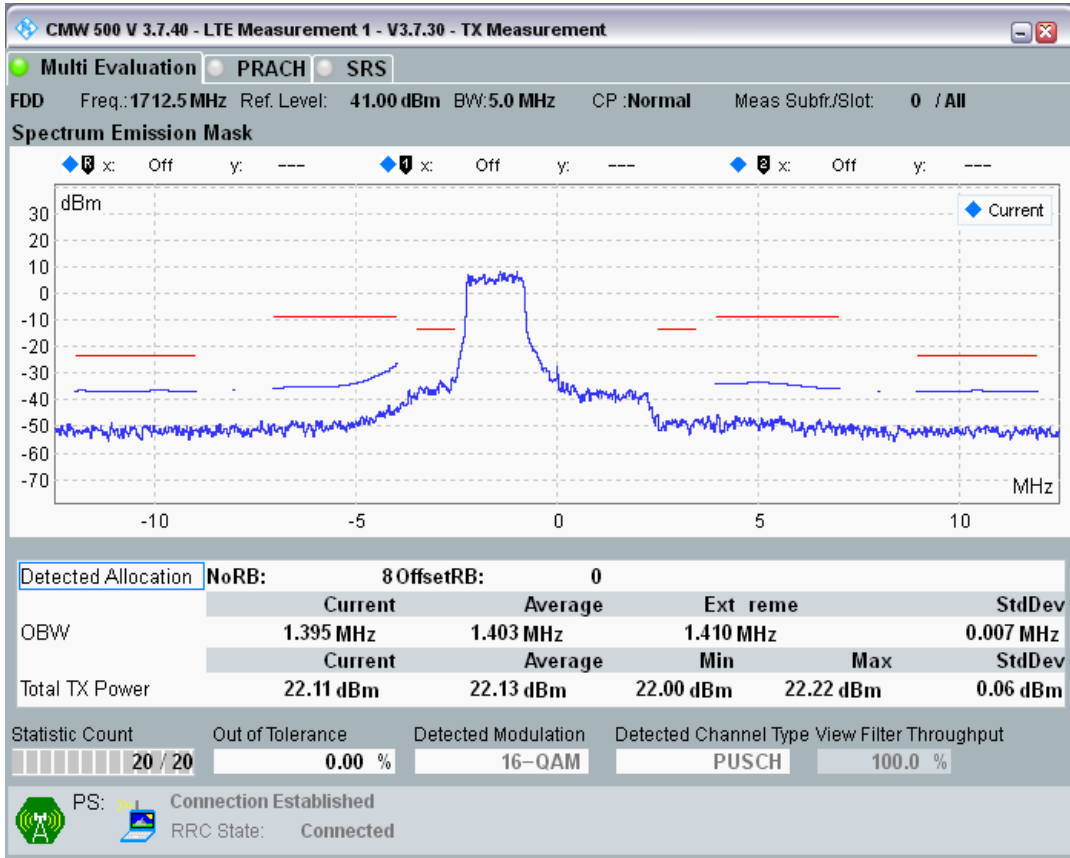 CMW 500 V 3.7.40 - LTE Measurement 1 - V3.7.30 - TX Measurement
Multi Evaluation PRACH SRS
FDD Freq.:1712.5 MHz Ref. Level: 41.00 dBm BW:5.0 MHz CP :Normal Meas Subfr./Slot: 0 / All
Spectrum Emission Mask
R x: Off y: --- 1 x: Off y: --- 2 x: Off y: ---
dBm
Current
30
20
10
0
-10
-20
-30
-40
-50
-60
-70
MHz
-10 -5 0 5 10
Detected Allocation NoRB: 8 OffsetRB: 0
Current Average Ext reme StdDev
OBW 1.395 MHz 1.403 MHz 1.410 MHz 0.007 MHz
Current Average Min Max StdDev
Total TX Power 22.11 dBm 22.13 dBm 22.00 dBm 22.22 dBm 0.06 dBm
Statistic Count Out of Tolerance Detected Modulation Detected Channel Type View Filter Throughput
20 / 20 0.00 % 16-QAM PUSCH 100.0 %
PS: Connection Established
RRC State: Connected